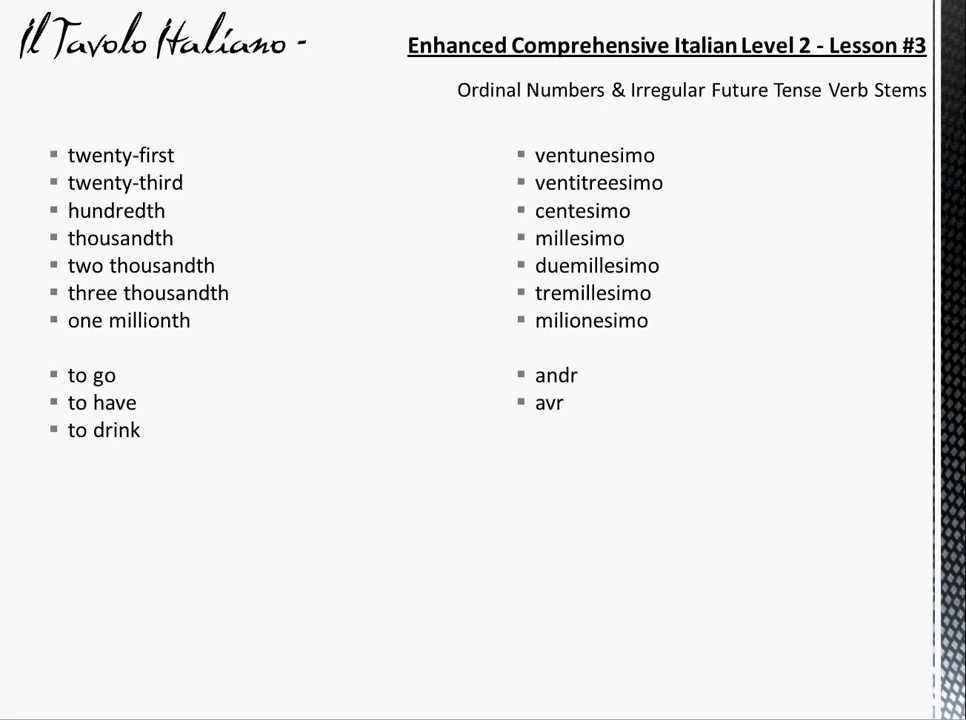 Il Tavolo Italiano -
Enhanced Comprehensive Italian Level 2 - Lesson #3
Ordinal Numbers & Irregular Future Tense Verb Stems
twenty-first
twenty-third
hundredth
thousandth
two thousandth
three thousandth
one millionth
to go
to have
to drink
ventunesimo
ventitreesimo
centesimo
millesimo
duemillesimo
tremillesimo
milionesimo
andr
avr